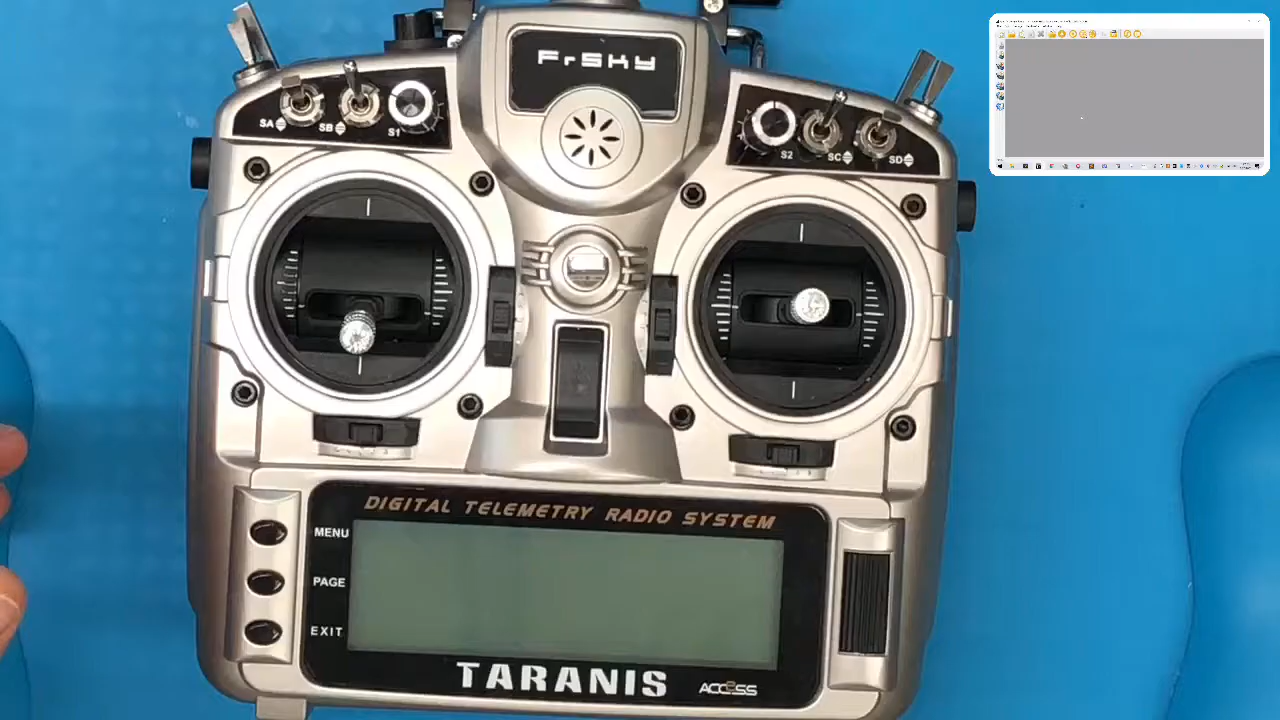 FrSKY
SA SB S1
S2 SC SD
DIGITAL TELEMETRY RADIO SYSTEM
MENU
PAGE
EXIT
TARANIS ACCESS